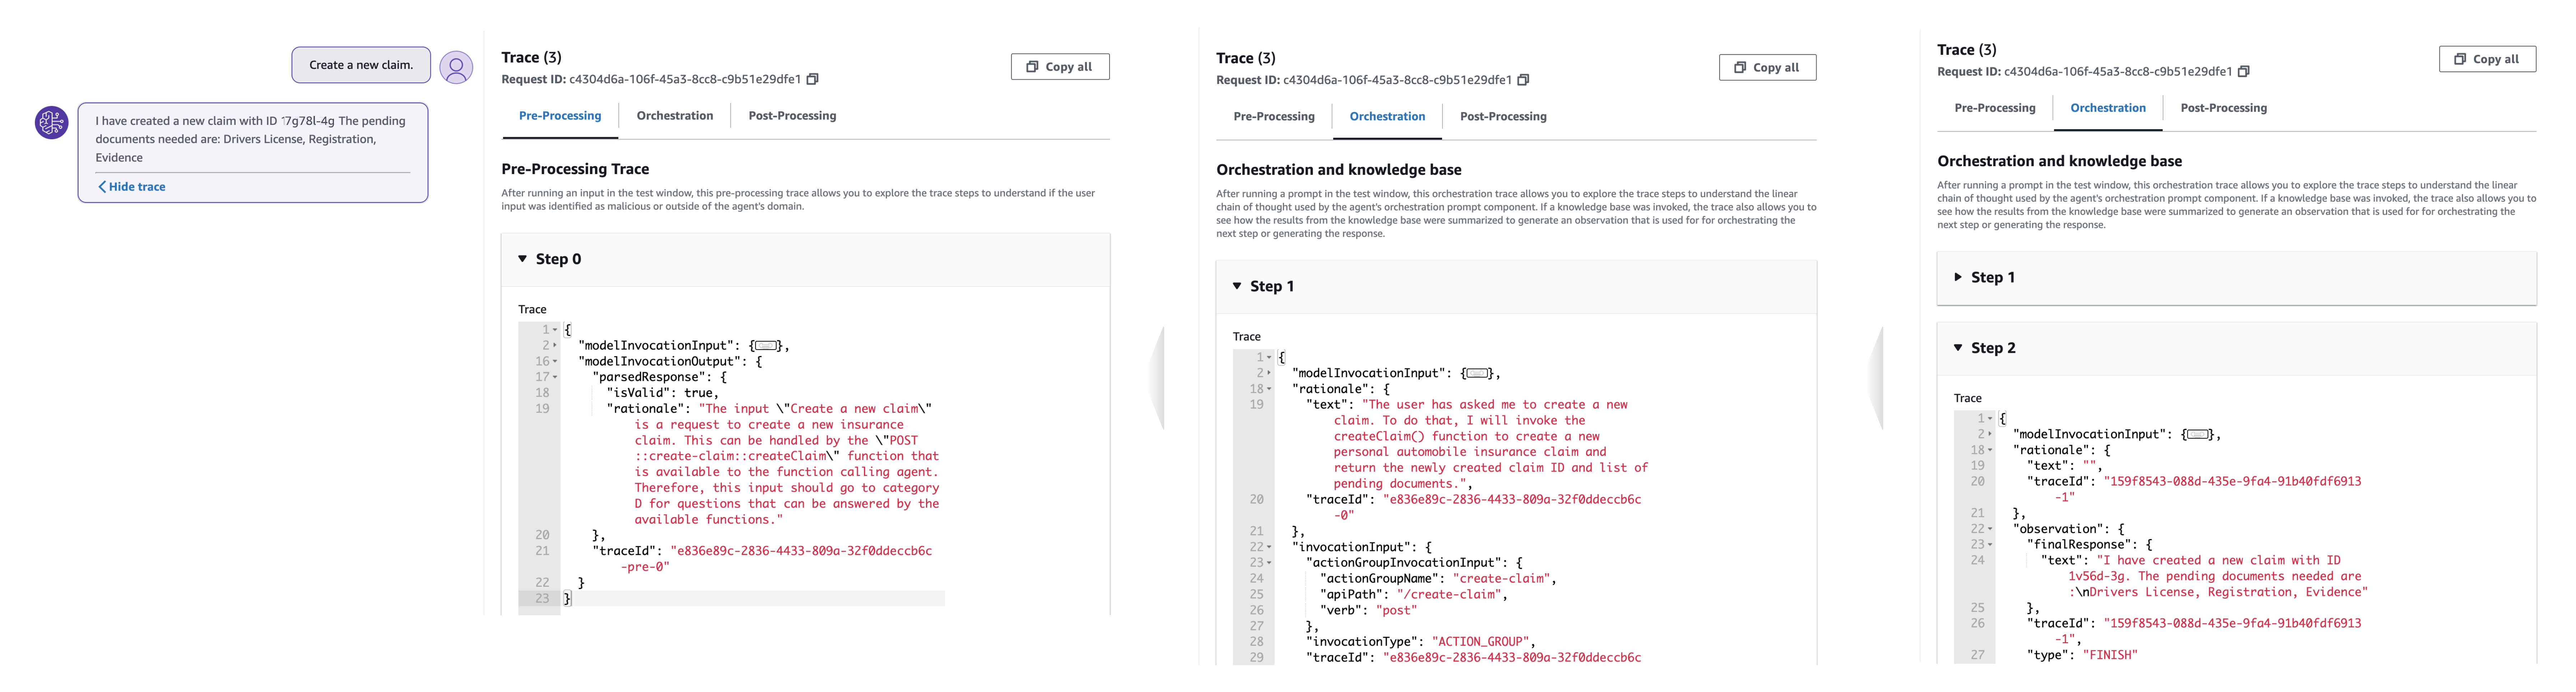 Create a new claim.
I have created a new claim with ID 17g78l-4g The pending
documents needed are: Drivers License, Registration,
Evidence
Hide trace
Trace (3)
Request ID: c4304d6a-106f-45a3-8cc8-c9b51e29dfe1
Copy all
Pre-Processing
Orchestration
Post-Processing
Pre-Processing Trace
After running an input in the test window, this pre-processing trace allows you to explore the trace steps to understand if the user
input was identified as malicious or outside of the agent's domain.
Step 0
Trace
1 {
2 "modelInvocationInput": {},
16 "modelInvocationOutput": {
17 "parsedResponse": {
18 "isValid": true,
19 "rationale": "The input \"Create a new claim\"
is a request to create a new insurance
claim. This can be handled by the \"POST
::create-claim::createClaim\" function that
is available to the function calling agent.
Therefore, this input should go to category
D for questions that can be answered by the
available functions."
20 },
21 "traceId": "e836e89c-2836-4433-809a-32f0ddeccb6c
-pre-0"
22 }
23 }
Trace (3)
Request ID: c4304d6a-106f-45a3-8cc8-c9b51e29dfe1
Copy all
Pre-Processing
Orchestration
Post-Processing
Orchestration and knowledge base
After running a prompt in the test window, this orchestration trace allows you to explore the trace steps to understand the linear
chain of thought used by the agent's orchestration prompt component. If a knowledge base was invoked, the trace also allows you to
see how the results from the knowledge base were summarized to generate an observation that is used for for orchestrating the
next step or generating the response.
Step 1
Trace
1 {
2 "modelInvocationInput": {},
18 "rationale": {
19 "text": "The user has asked me to create a new
claim. To do that, I will invoke the
createClaim() function to create a new
personal automobile insurance claim and
return the newly created claim ID and list of
pending documents.",
20 "traceId": "e836e89c-2836-4433-809a-32f0ddeccb6c
-0"
21 },
22 "invocationInput": {
23 "actionGroupInvocationInput": {
24 "actionGroupName": "create-claim",
25 "apiPath": "/create-claim",
26 "verb": "post"
27 },
28 "invocationType": "ACTION_GROUP",
29 "traceId": "e836e89c-2836-4433-809a-32f0ddeccb6c
Trace (3)
Request ID: c4304d6a-106f-45a3-8cc8-c9b51e29dfe1
Copy all
Pre-Processing
Orchestration
Post-Processing
Orchestration and knowledge base
After running a prompt in the test window, this orchestration trace allows you to explore the trace steps to understand the linear
chain of thought used by the agent's orchestration prompt component. If a knowledge base was invoked, the trace also allows you to
see how the results from the knowledge base were summarized to generate an observation that is used for for orchestrating the
next step or generating the response.
Step 1
Step 2
Trace
1 {
2 "modelInvocationInput": {},
18 "rationale": {
19 "text": "",
20 "traceId": "159f8543-088d-435e-9fa4-91b40fdf6913
-1"
21 },
22 "observation": {
23 "finalResponse": {
24 "text": "I have created a new claim with ID
1v56d-3g. The pending documents needed are
:\nDrivers License, Registration, Evidence"
25 },
26 "traceId": "159f8543-088d-435e-9fa4-91b40fdf6913
-1",
27 "type": "FINISH"